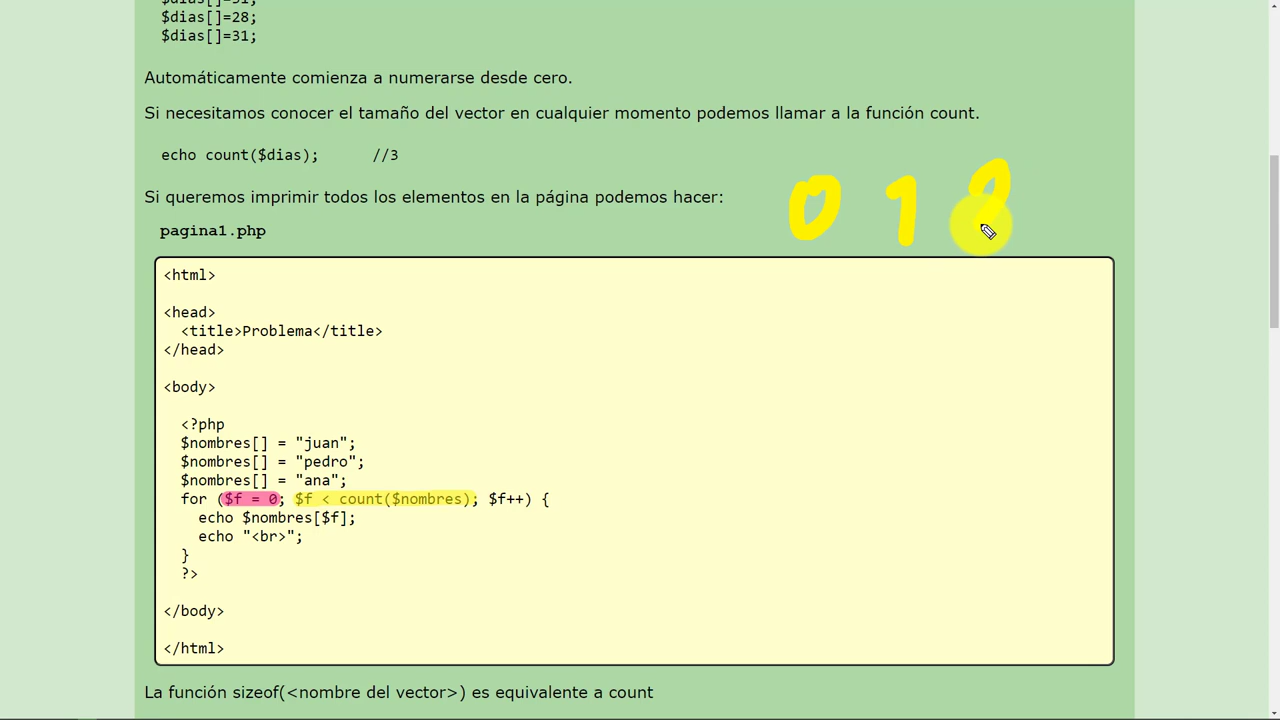 $dias[]=28;
$dias[]=31;
Automáticamente comienza a numerarse desde cero.
Si necesitamos conocer el tamaño del vector en cualquier momento podemos llamar a la función count.
echo count($dias);      //3
Si queremos imprimir todos los elementos en la página podemos hacer:
0 1
pagina1.php
<html>
<head>
  <title>Problema</title>
</head>
<body>
  <?php
  $nombres[] = "juan";
  $nombres[] = "pedro";
  $nombres[] = "ana";
  for ($f = 0; $f < count($nombres); $f++) {
    echo $nombres[$f];
    echo "<br>";
  }
  ?>
</body>
</html>
La función sizeof(<nombre del vector>) es equivalente a count